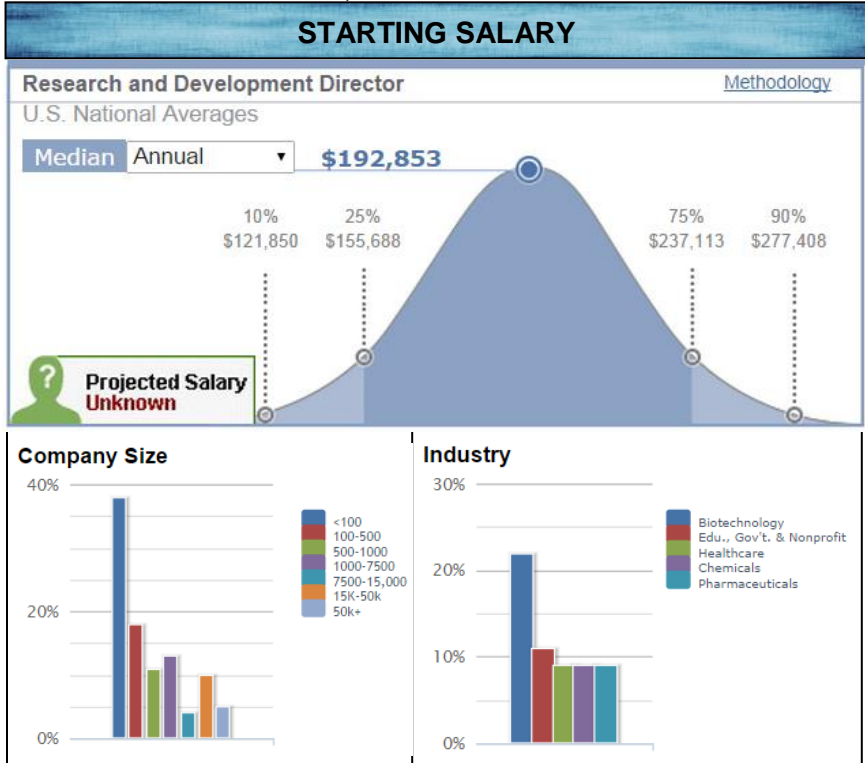 STARTING SALARY
Research and Development Director
Methodology
U.S. National Averages
Median Annual $192,853
10% 25% 75% 90%
$121,850 $155,688 $237,113 $277,408
?
Projected Salary
Unknown
Company Size
40%
20%
0%
<100
100-500
500-1000
1000-7500
7500-15,000
15K-50k
50k+
Industry
30%
20%
10%
0%
Biotechnology
Edu., Gov't. & Nonprofit
Healthcare
Chemicals
Pharmaceuticals